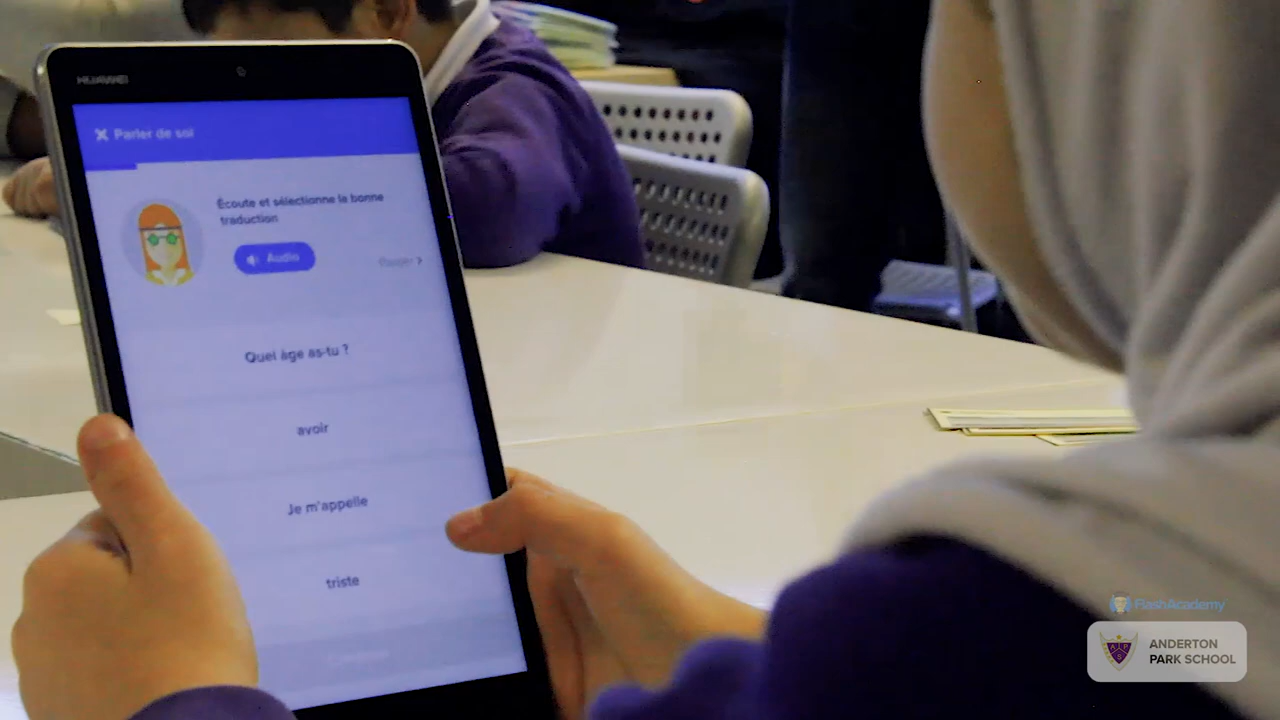 HUAWEI
Parler de soi
Écoute et sélectionne la bonne
traduction
Audio
Quel âge as-tu ?
avoir
Je m'appelle
triste
FlashAcademy
ANDERTON
PARK SCHOOL